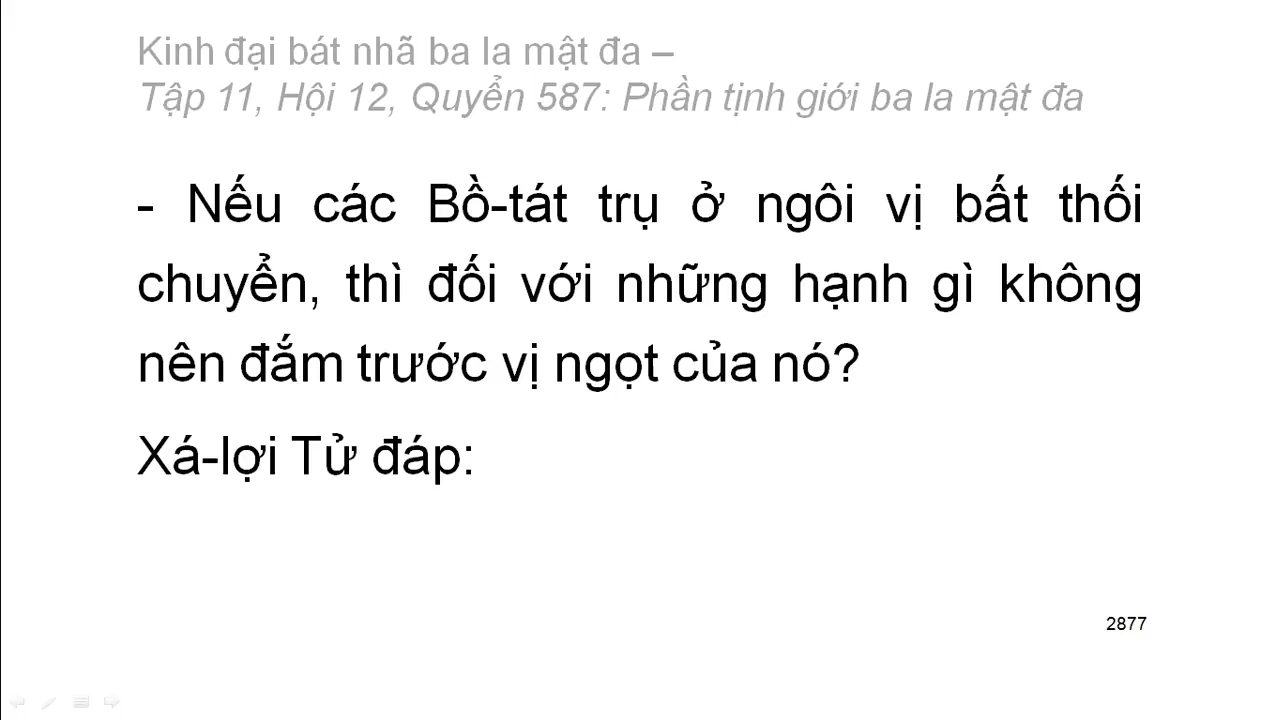 Kinh đại bát nhã ba la mật đa –
Tập 11, Hội 12, Quyển 587: Phần tịnh giới ba la mật đa
- Nếu các Bồ-tát trụ ở ngôi vị bất thối
chuyển, thì đối với những hạnh gì không
nên đắm trước vị ngọt của nó?
Xá-lợi Tử đáp:
2877